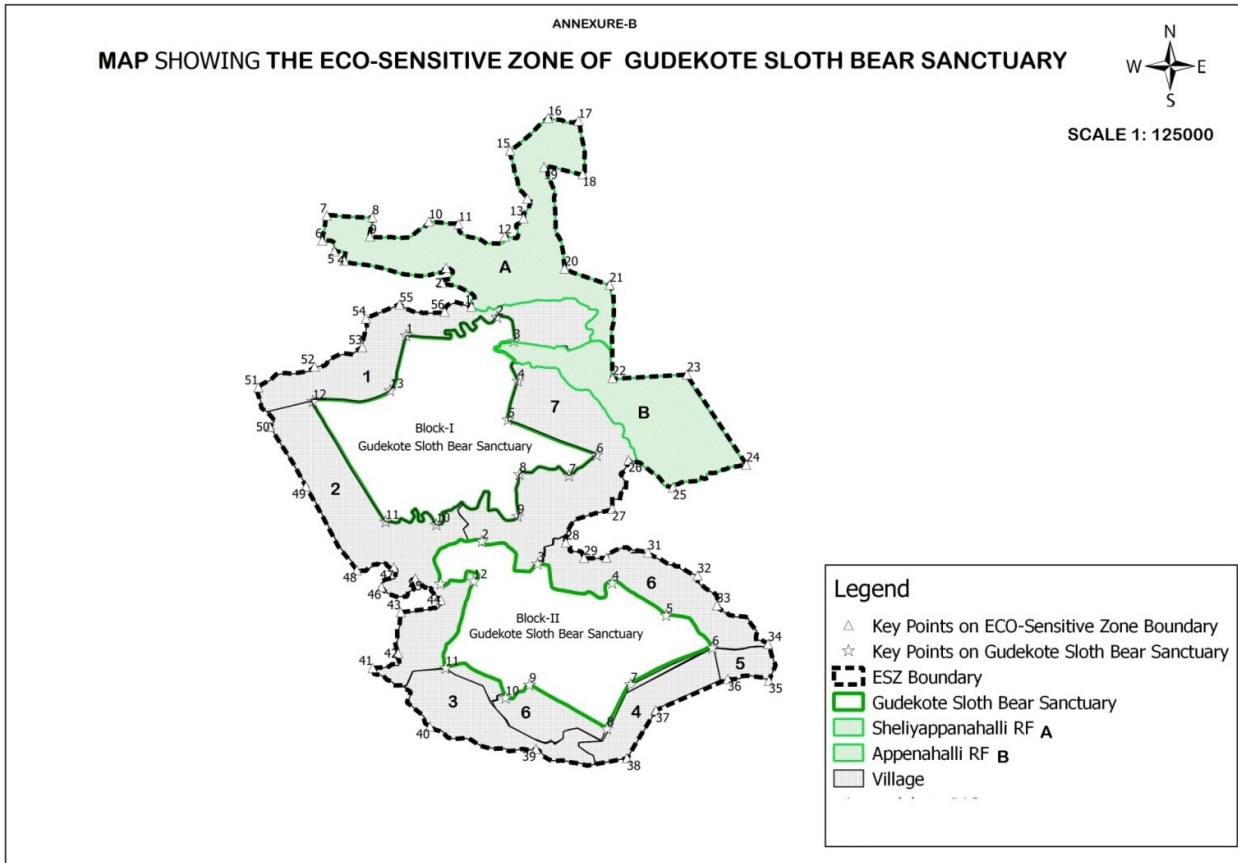 ANNEXURE-B
MAP SHOWING THE ECO-SENSITIVE ZONE OF GUDEKOTE SLOTH BEAR SANCTUARY
N
W E
S
SCALE 1: 125000
16 17
15
19 18
7 8 10 11 13
6 9 12
5
4
A
20
21
2
1
55 56 2
54
1 3
53
52
22 23
51 1 13 4
12
7 B
5
50
Block-I
Gudekote Sloth Bear Sanctuary
6
26 24
8 7
49 2
25
11 10 9 27
2 28
3 29 31
48 47
46 45 12 4 6 32
44
43 5 33
Block-II
Gudekote Sloth Bear Sanctuary
34
6
42
41 11 5
9 7 36 35
10
3 6 4 37
8
40
39 38
Legend
Key Points on ECO-Sensitive Zone Boundary
Key Points on Gudekote Sloth Bear Sanctuary
ESZ Boundary
Gudekote Sloth Bear Sanctuary
Sheliyappanahalli RF A
Appenahalli RF B
Village